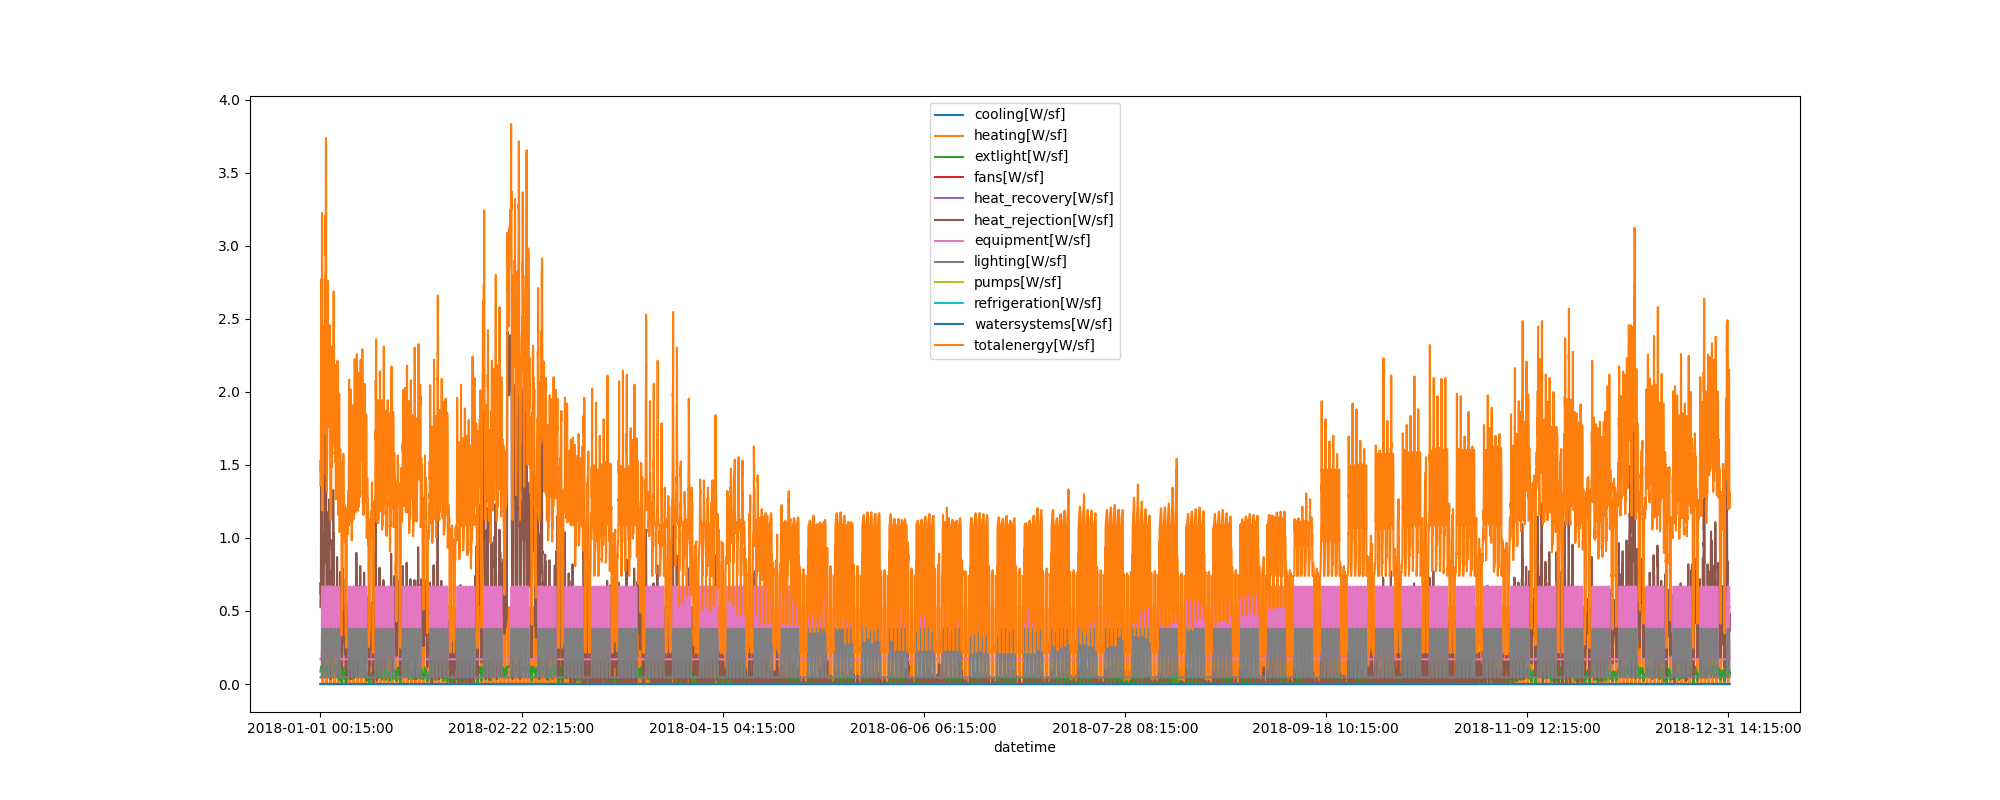 4.0
3.5
3.0
2.5
2.0
1.5
1.0
0.5
0.0
cooling[W/sf]
heating[W/sf]
extlight[W/sf]
fans[W/sf]
heat_recovery[W/sf]
heat_rejection[W/sf]
equipment[W/sf]
lighting[W/sf]
pumps[W/sf]
refrigeration[W/sf]
watersystems[W/sf]
totalenergy[W/sf]
2018-01-01 00:15:00 2018-02-22 02:15:00 2018-04-15 04:15:00 2018-06-06 06:15:00 2018-07-28 08:15:00 2018-09-18 10:15:00 2018-11-09 12:15:00 2018-12-31 14:15:00
datetime